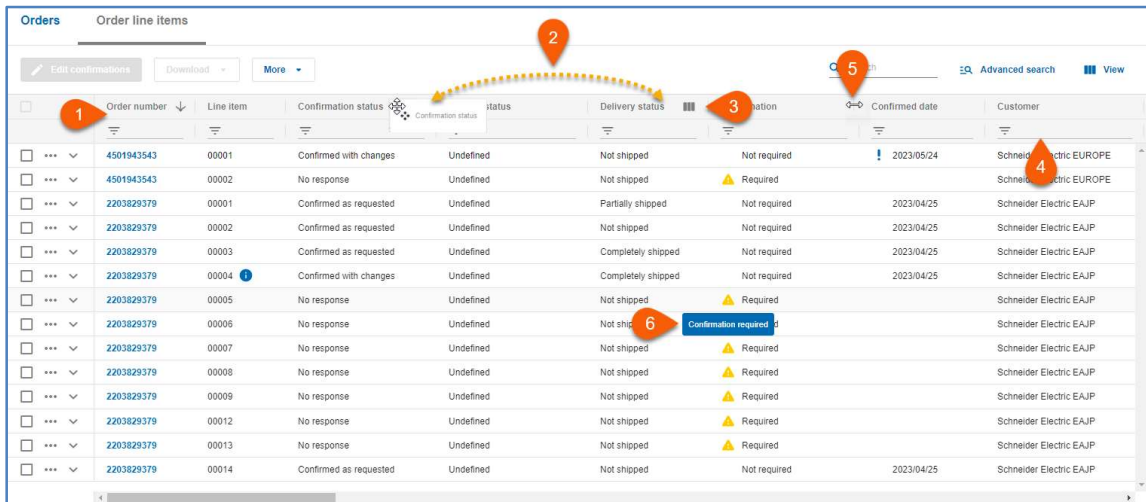 Orders Order line items
2
Edit confirmations Download More 5 Advanced search View
1 Order number Line item Confirmation status Confirmation status status Delivery status 3 Confirmed date Customer
4501943543 00001 Confirmed with changes Undefined Not shipped Not required ! 2023/05/24 Schneider Electric EUROPE
4
4501943543 00002 No response Undefined Not shipped Required Schneider Electric EUROPE
2203829379 00001 Confirmed as requested Undefined Partially shipped Not required 2023/04/25 Schneider Electric EAJP
2203829379 00002 Confirmed as requested Undefined Not shipped Not required 2023/04/25 Schneider Electric EAJP
2203829379 00003 Confirmed as requested Undefined Completely shipped Not required 2023/04/25 Schneider Electric EAJP
2203829379 00004 i Confirmed with changes Undefined Completely shipped Not required 2023/04/25 Schneider Electric EAJP
2203829379 00005 No response Undefined Not shipped Required Schneider Electric EAJP
2203829379 00006 No response Undefined Not 6 Confirmation required Schneider Electric EAJP
2203829379 00007 No response Undefined Not shipped Required Schneider Electric EAJP
2203829379 00008 No response Undefined Not shipped Required Schneider Electric EAJP
2203829379 00009 No response Undefined Not shipped Required Schneider Electric EAJP
2203829379 00012 No response Undefined Not shipped Required Schneider Electric EAJP
2203829379 00013 No response Undefined Not shipped Required Schneider Electric EAJP
2203829379 00014 Confirmed as requested Undefined Not shipped Not required 2023/04/25 Schneider Electric EAJP